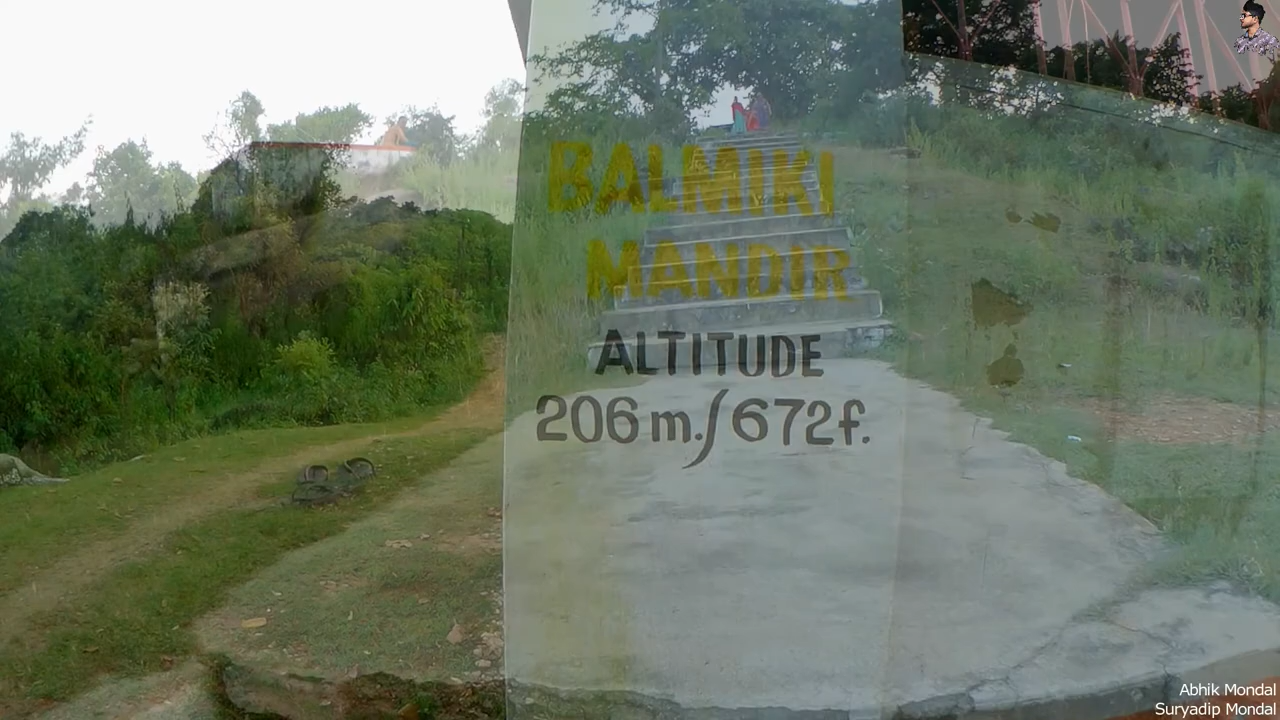 BALMIKI
MANDIR
ALTITUDE
206 m./672f.
Abhik Mondal
Suryadip Mondal